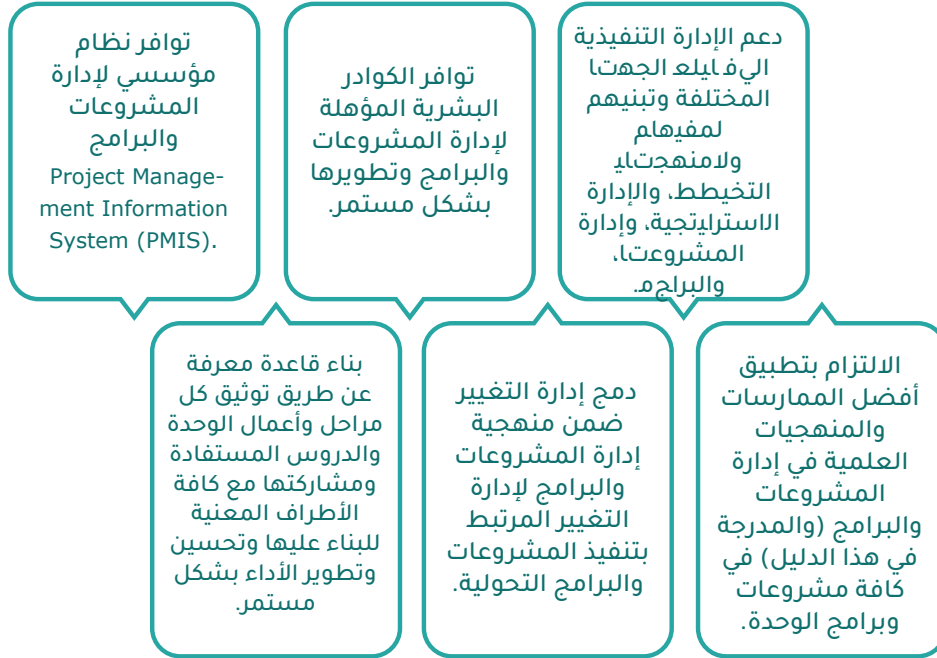 دعم الإدارة التنفيذية
اليف ايلع الجهتا
المختلفة وتبنيهم
لمفيهام
ولامنهجتاي
التخيطط، والإدارة
الاستراييتجية، وإدارة
المشروعتا،
والبراجم.
توافر الكوادر
البشرية المؤهلة
لإدارة المشروعات
والبرامج وتطويرها
بشكل مستمر.
توافر نظام
مؤسسي لإدارة
المشروعات
والبرامج
Project Manage-
ment Information
System (PMIS).
الالتزام بتطبيق
أفضل الممارسات
والمنهجيات
العلمية في إدارة
المشروعات
والبرامج (والمدرجة
في هذا الدليل) في
كافة مشروعات
وبرامج الوحدة.
دمج إدارة التغيير
ضمن منهجية
إدارة المشروعات
والبرامج لإدارة
التغيير المرتبط
بتنفيذ المشروعات
والبرامج التحولية.
بناء قاعدة معرفة
عن طريق توثيق كل
مراحل وأعمال الوحدة
والدروس المستفادة
ومشاركتها مع كافة
الأطراف المعنية
للبناء عليها وتحسين
وتطوير الأداء بشكل
مستمر.